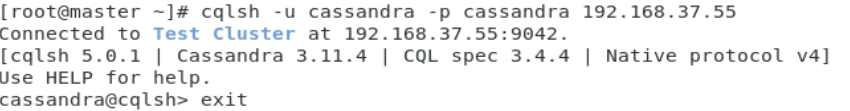 [root@master ~]# cqlsh -u cassandra -p cassandra 192.168.37.55
Connected to Test Cluster at 192.168.37.55:9042.
[cqlsh 5.0.1 | Cassandra 3.11.4 | CQL spec 3.4.4 | Native protocol v4]
Use HELP for help.
cassandra@cqlsh> exit